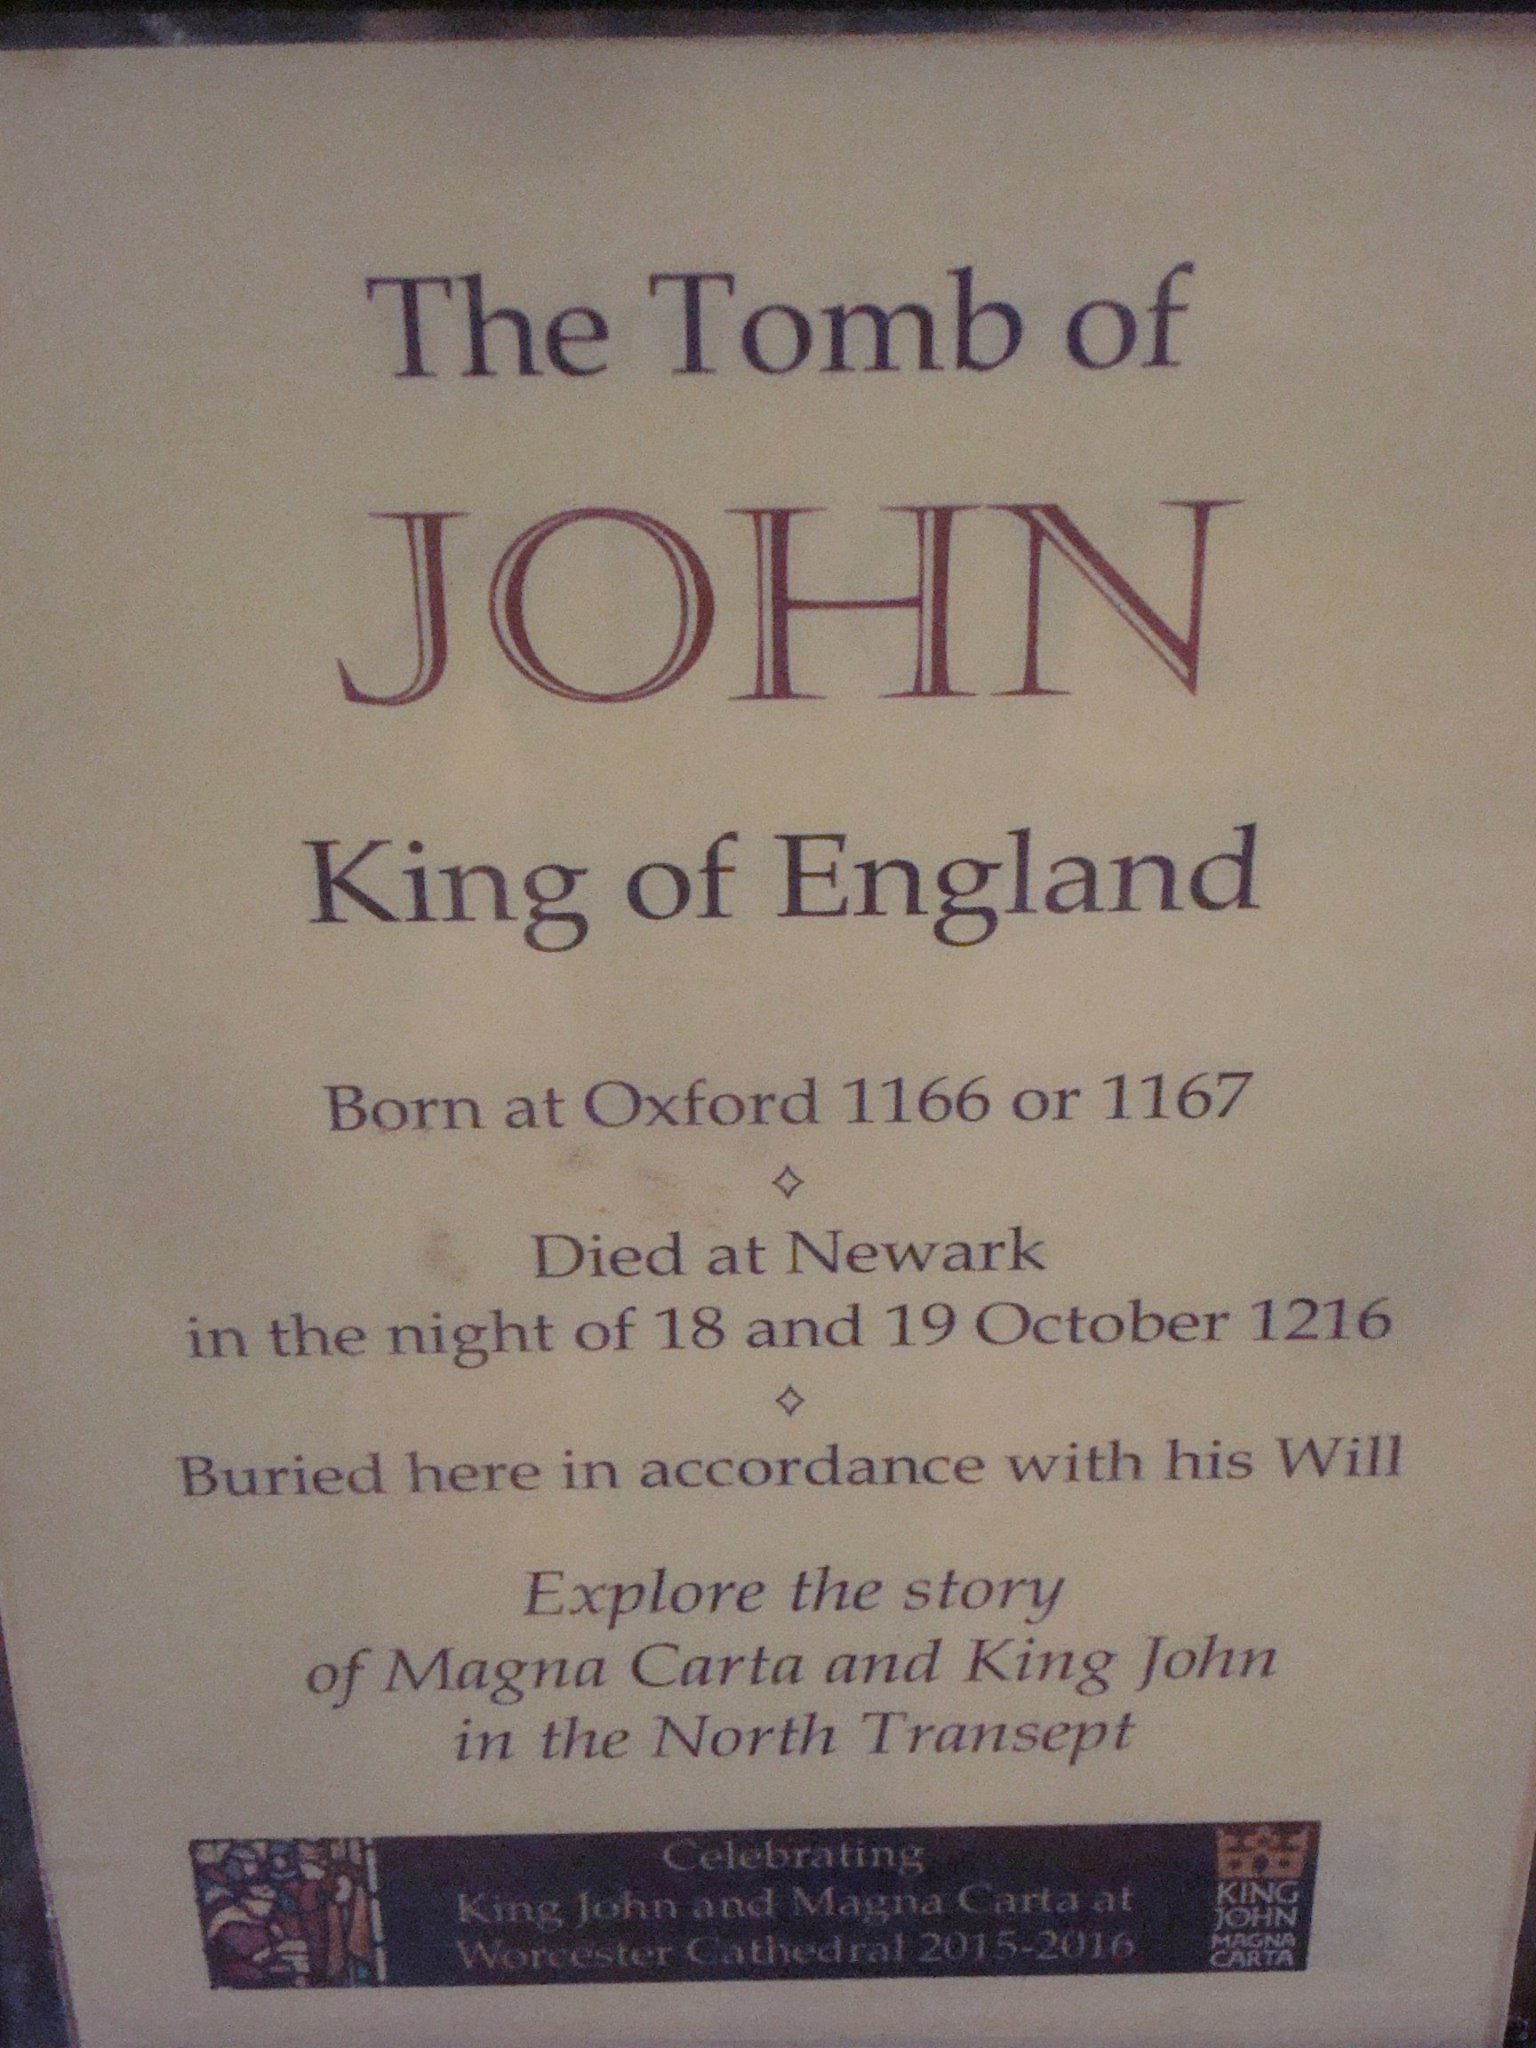 The Tomb of
JOHN
King of England
Born at Oxford 1166 or 1167
Died at Newark
in the night of 18 and 19 October 1216
Buried here in accordance with his Will
Explore the story
of Magna Carta and King John
in the North Transept
Celebrating
King John and Magna Carta at
Worcester Cathedral 2015-2016
KING
JOHN
MAGNA
CARTA